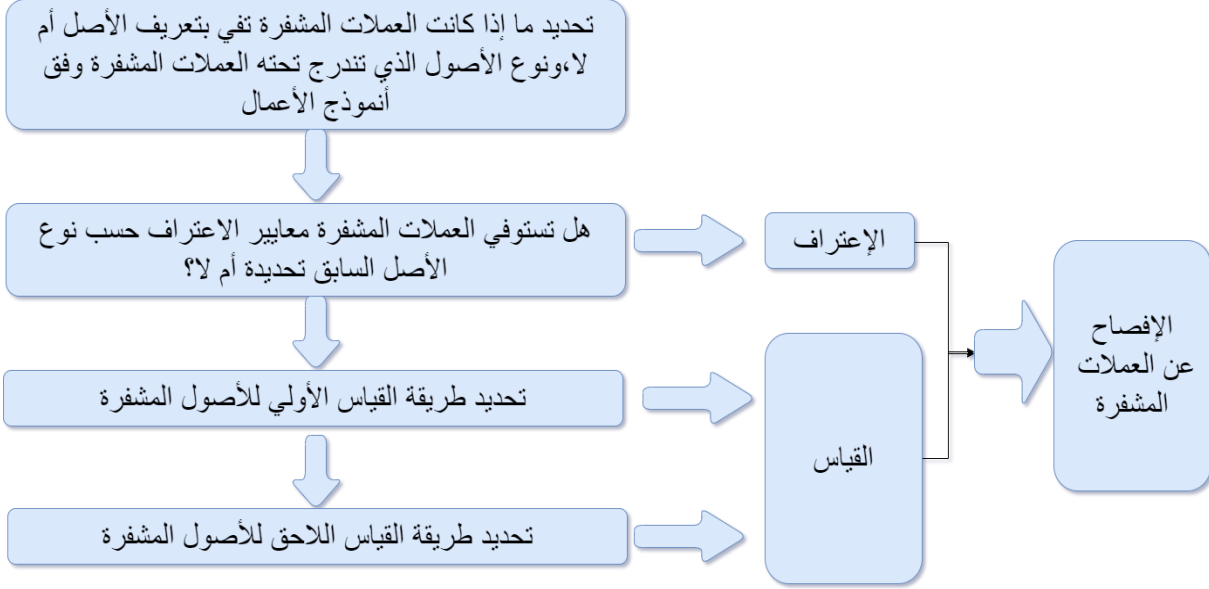 تحديد ما إذا كانت العملات المشفرة تفي بتعريف الأصل أم
لا،ونوع الأصول الذي تندرج تحته العملات المشفرة وفق
أنموذج الأعمال
هل تستوفي العملات المشفرة معايير الاعتراف حسب نوع
الأصل السابق تحديدة أم لا؟
الإعتراف
تحديد طريقة القياس الأولي للأصول المشفرة
القياس
تحديد طريقة القياس اللاحق للأصول المشفرة
الإفصاح
عن العملات
المشفرة